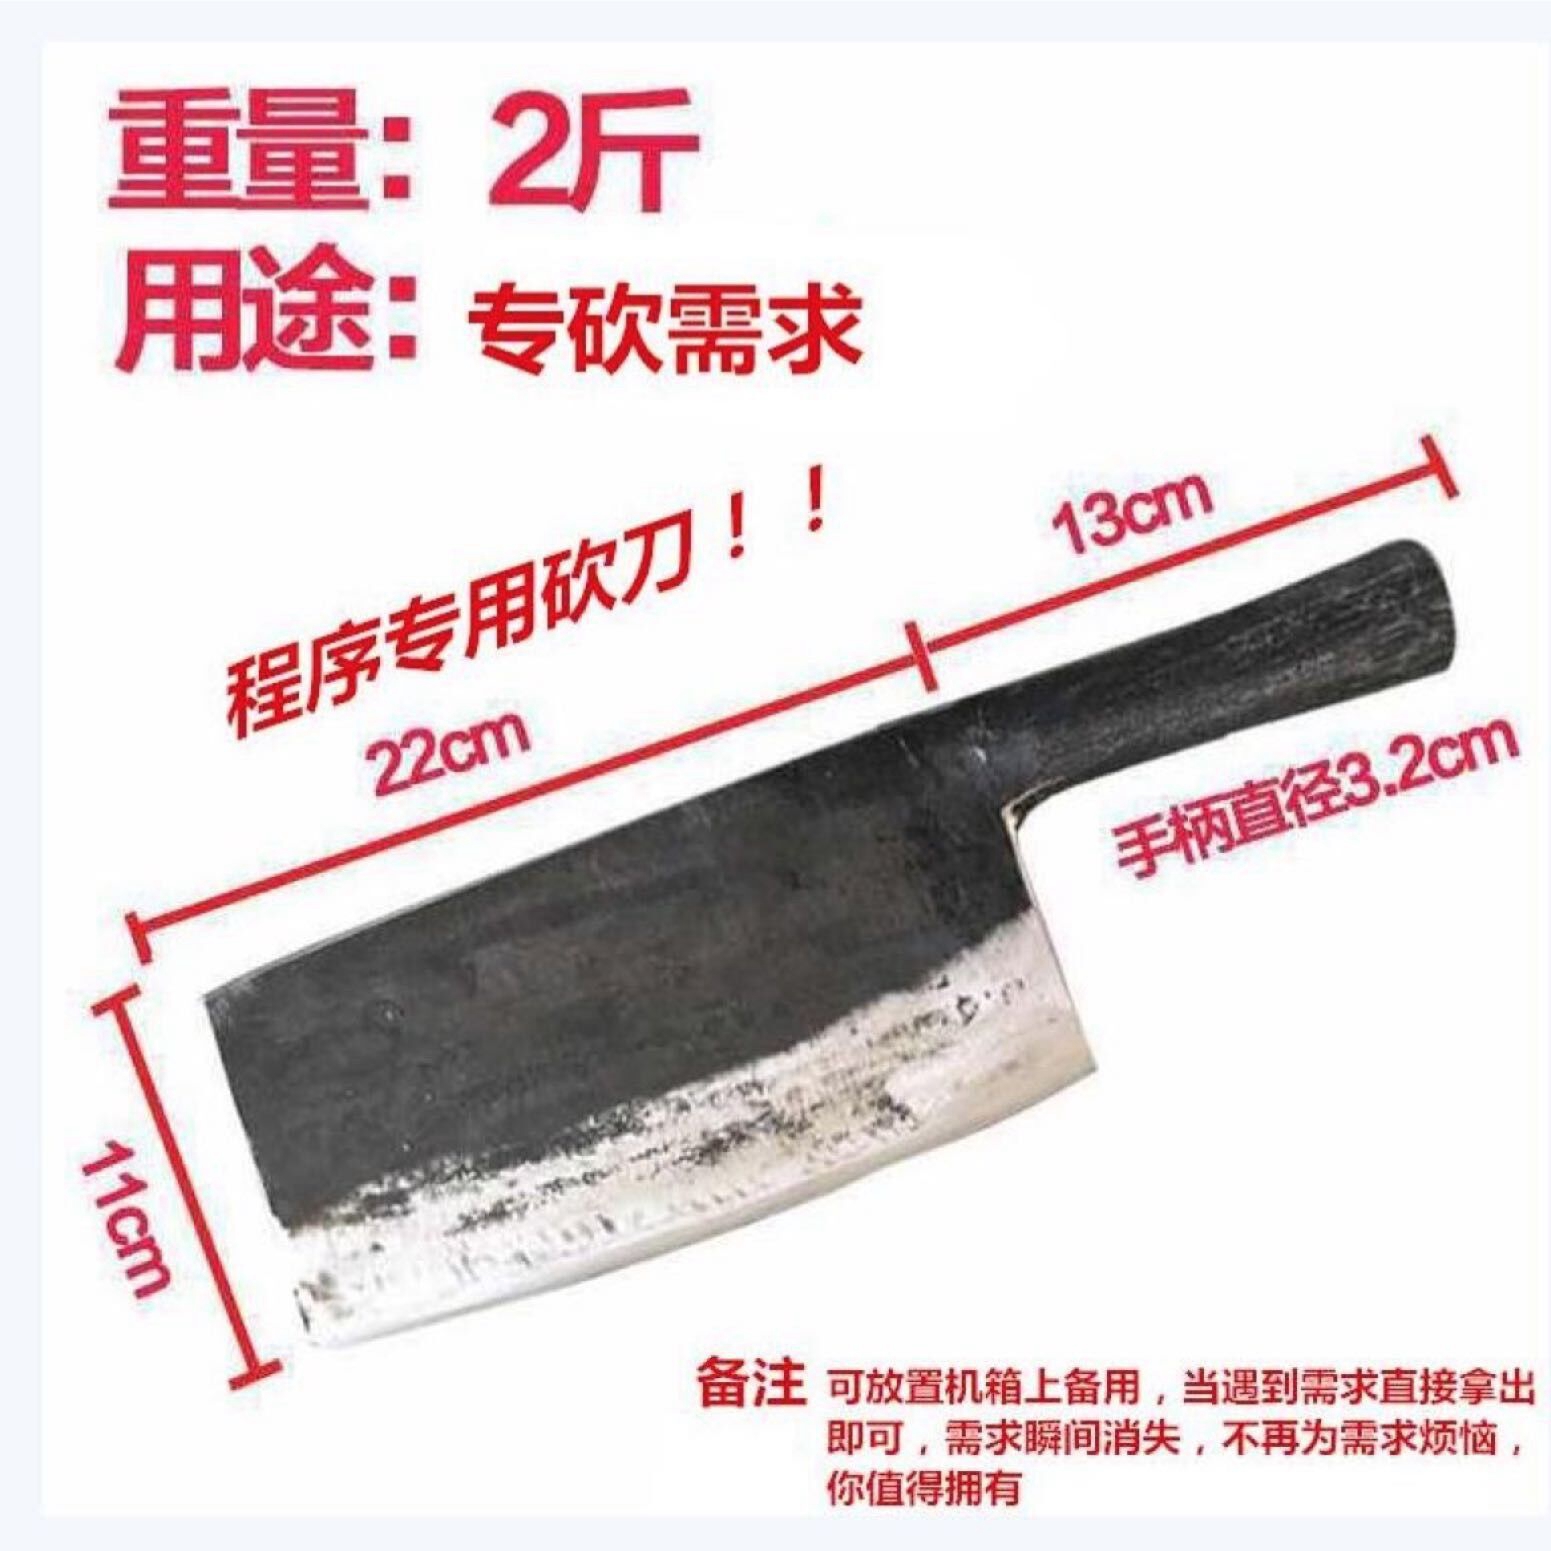 重量：2斤
用途：专砍需求
程序专用砍刀！！
13cm
22cm
手柄直径3.2cm
11cm
备注 可放置机箱上备用，当遇到需求直接拿出
即可，需求瞬间消失，不再为需求烦恼，
你值得拥有